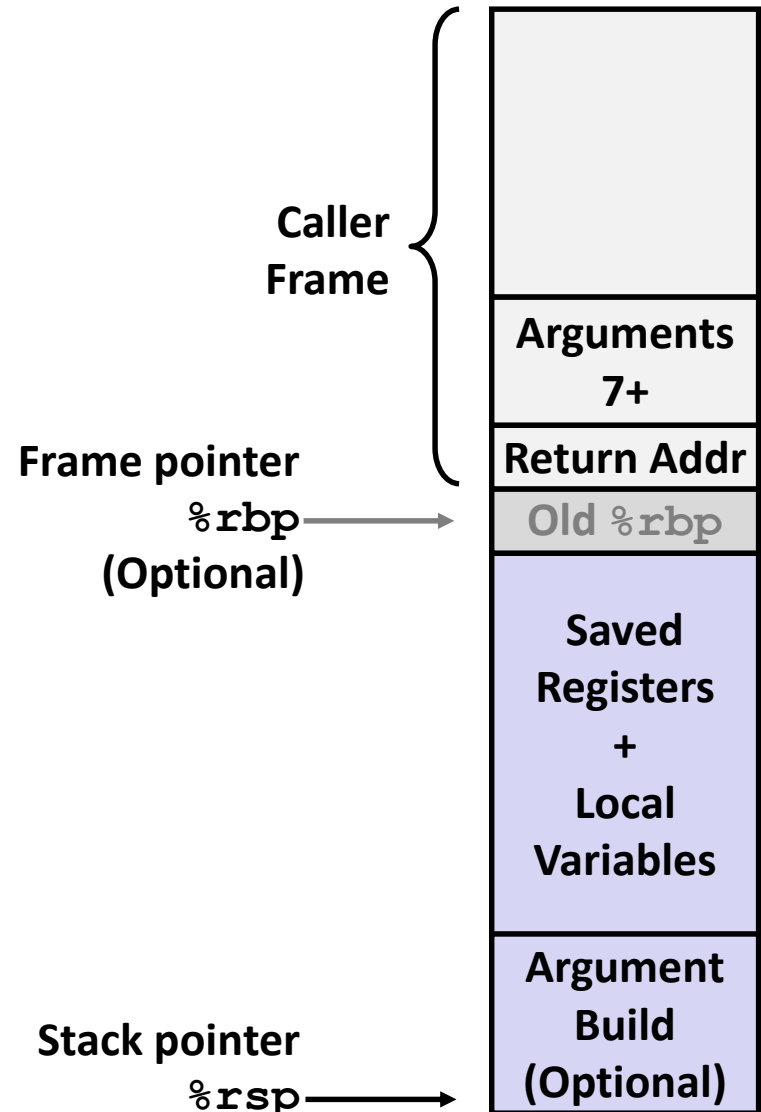 Caller
Frame
Arguments
7+
Return Addr
Frame pointer
%rbp
(Optional)
Old %rbp
Saved
Registers
+
Local
Variables
Argument
Build
(Optional)
Stack pointer
%rsp